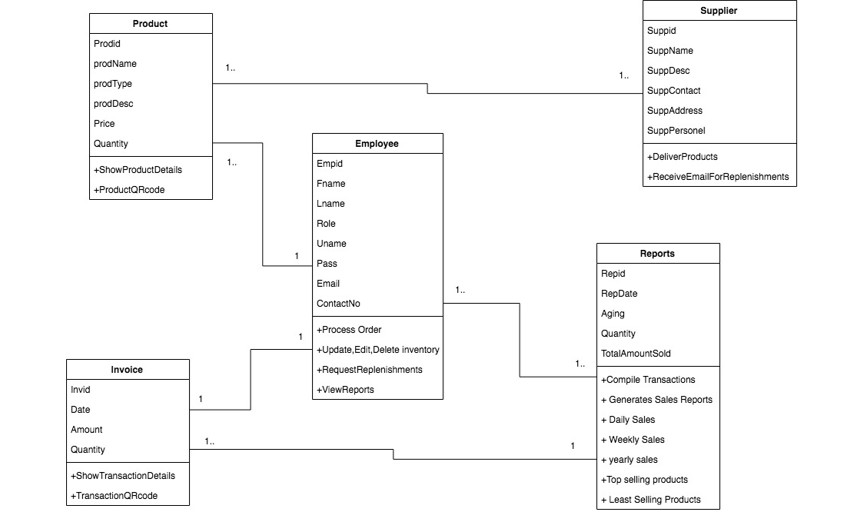 Product
Prodid
prodName
prodType
prodDesc
Price
Quantity
+ShowProductDetails
+ProductQRcode
1..
1..
Supplier
Suppid
SuppName
SuppDesc
SuppContact
SuppAddress
SuppPersonel
+DeliverProducts
+ReceiveEmailForReplenishments
1..
1
Employee
Empid
Fname
Lname
Role
Uname
Pass
Email
ContactNo
+Process Order
+Update,Edit,Delete inventory
+RequestReplenishments
+ViewReports
1..
1..
1
1
Invoice
Invid
Date
Amount
Quantity
+ShowTransactionDetails
+TransactionQRcode
1..
1
Reports
Repid
RepDate
Aging
Quantity
TotalAmountSold
+Compile Transactions
+ Generates Sales Reports
+ Daily Sales
+ Weekly Sales
+ yearly sales
+Top selling products
+ Least Selling Products